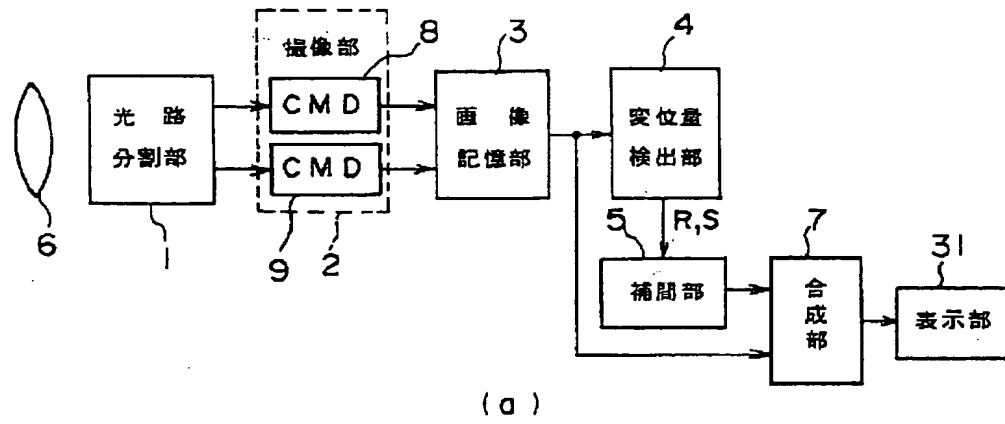 撮像部
8
3
4
光路
分割部
CMD
CMD
画像
記憶部
変位量
検出部
6
1
9
2
R,S
5
補間部
7
合成部
31
表示部
(a)